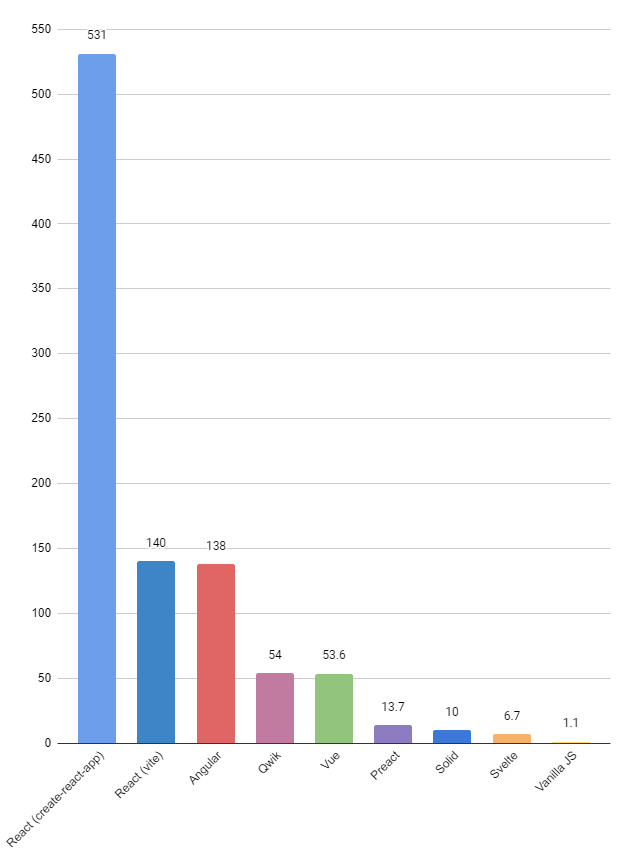 550
531
500
450
400
350
300
250
200
150
140
138
100
54
53.6
50
13.7
10
6.7
1.1
0
React (create-react-app)
React (vite)
Angular
Qwik
Vue
Preact
Solid
Svelte
Vanilla JS